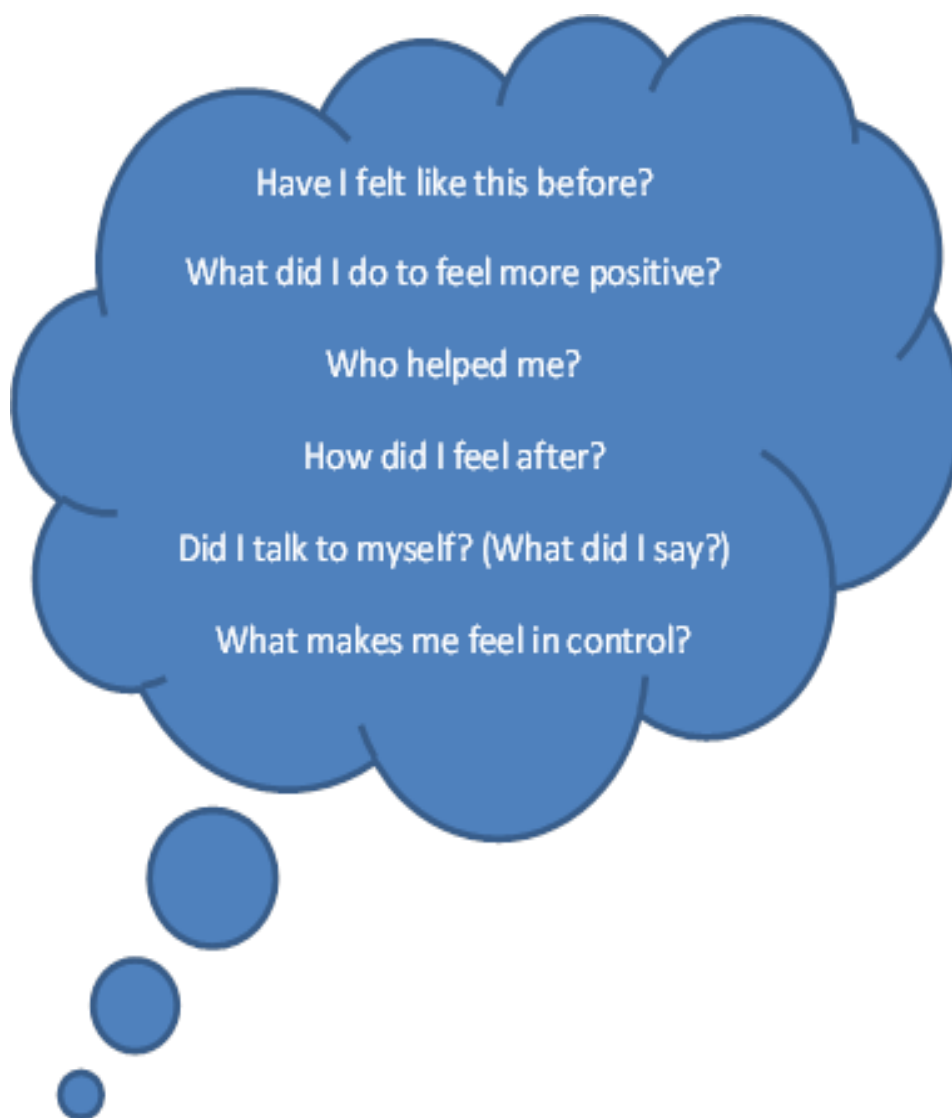 Have I felt like this before?
What did I do to feel more positive?
Who helped me?
How did I feel after?
Did I talk to myself? (What did I say?)
What makes me feel in control?